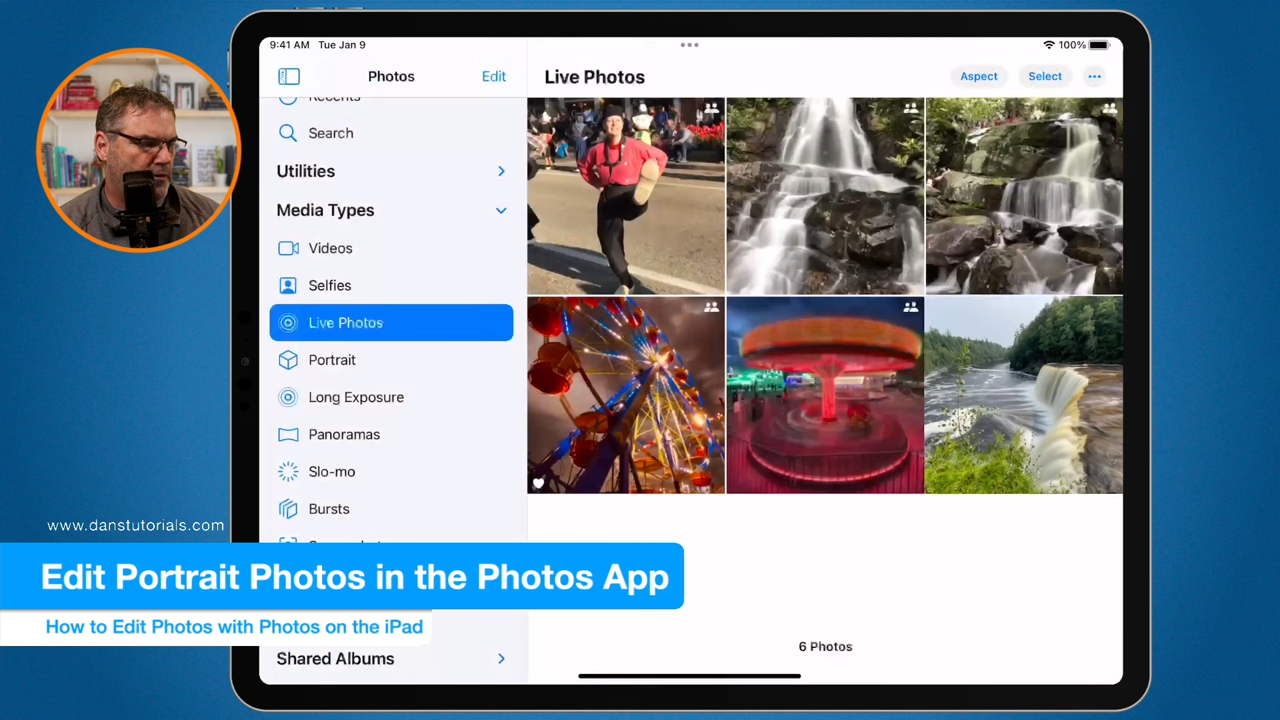 9:41 AM Tue Jan 9
100%
Photos
Edit
Live Photos
Aspect
Select
Recents
Search
Utilities
Media Types
Videos
Selfies
Live Photos
Portrait
Long Exposure
Panoramas
Slo-mo
Bursts
Shared Albums
6 Photos
www.danstutorials.com
Edit Portrait Photos in the Photos App
How to Edit Photos with Photos on the iPad